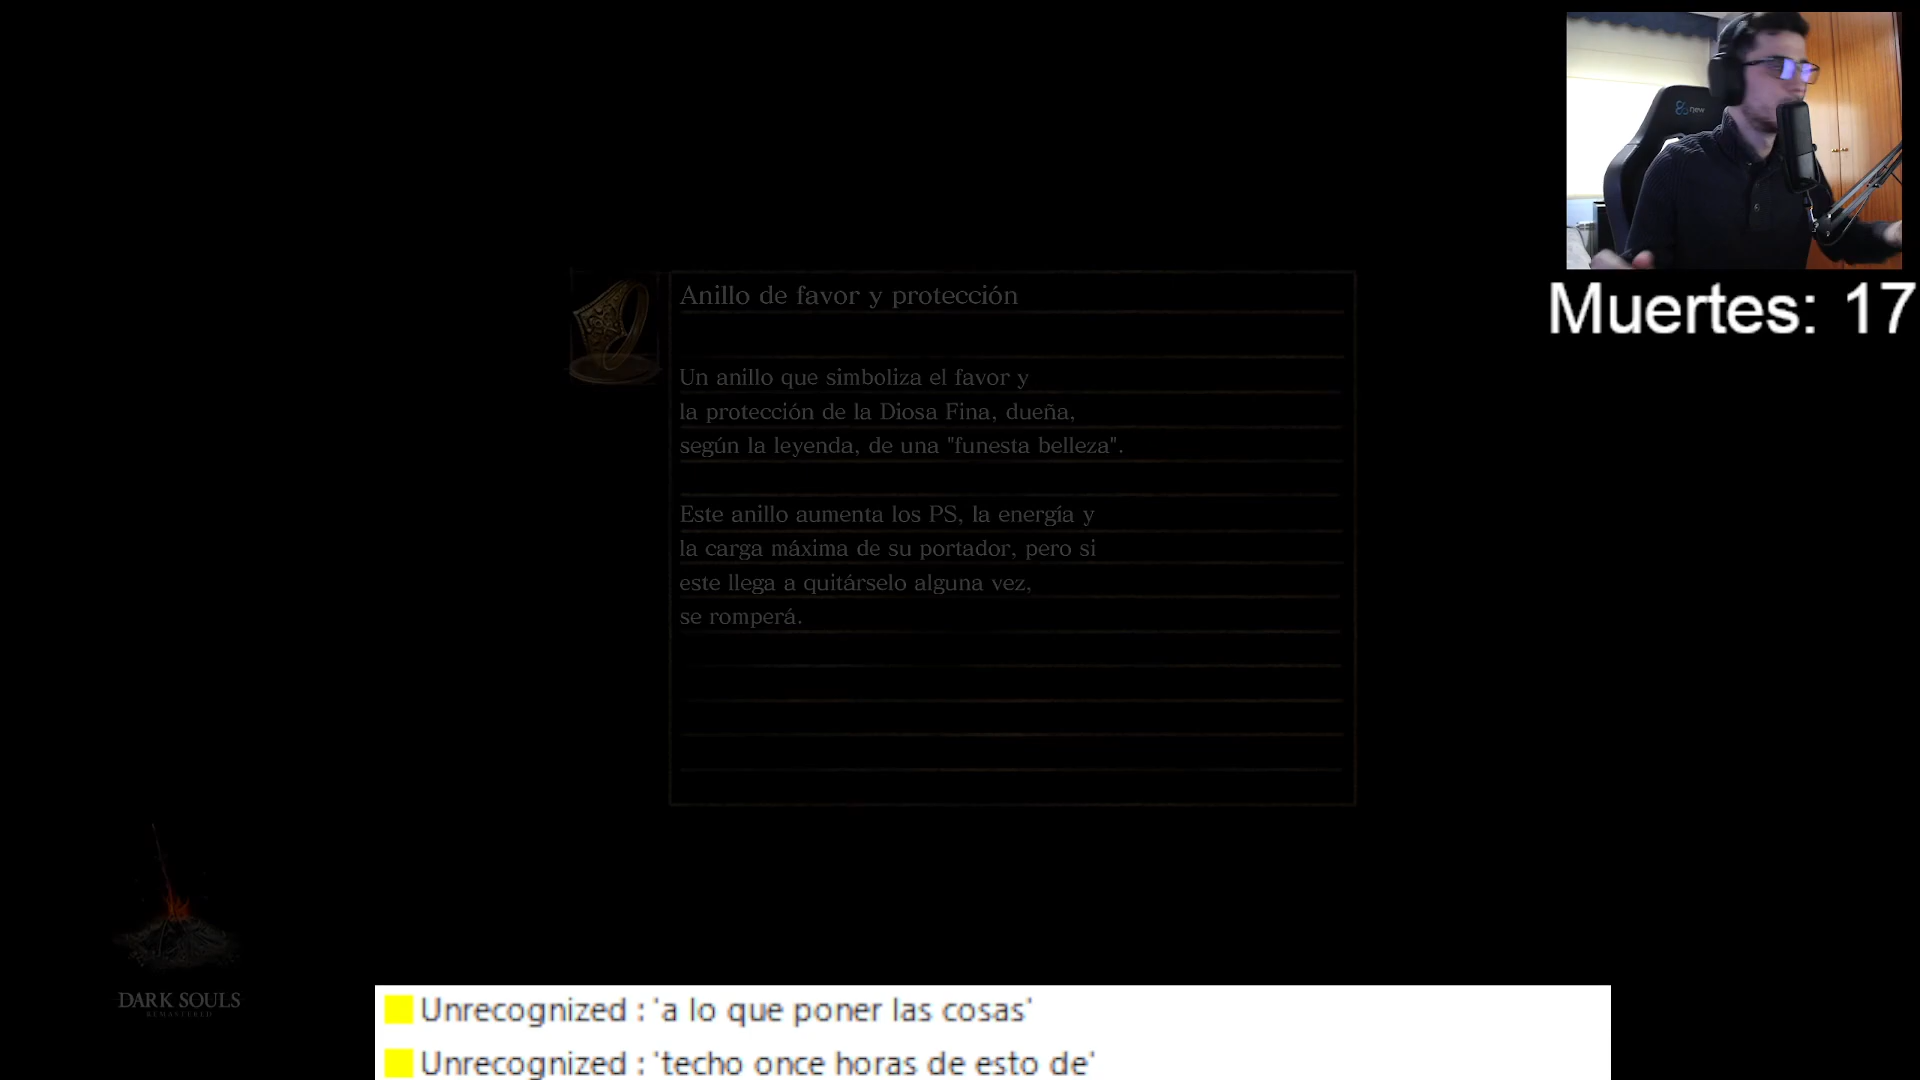 new
Muertes: 17
Anillo de favor y protección
Un anillo que simboliza el favor y
la protección de la Diosa Fina, dueña,
según la leyenda, de una "funesta belleza".
Este anillo aumenta los PS, la energía y
la carga máxima de su portador, pero si
este llega a quitárselo alguna vez,
se romperá.
DARK SOULS
REMASTERED
Unrecognized : 'a lo que poner las cosas'
Unrecognized : 'techo once horas de esto de'